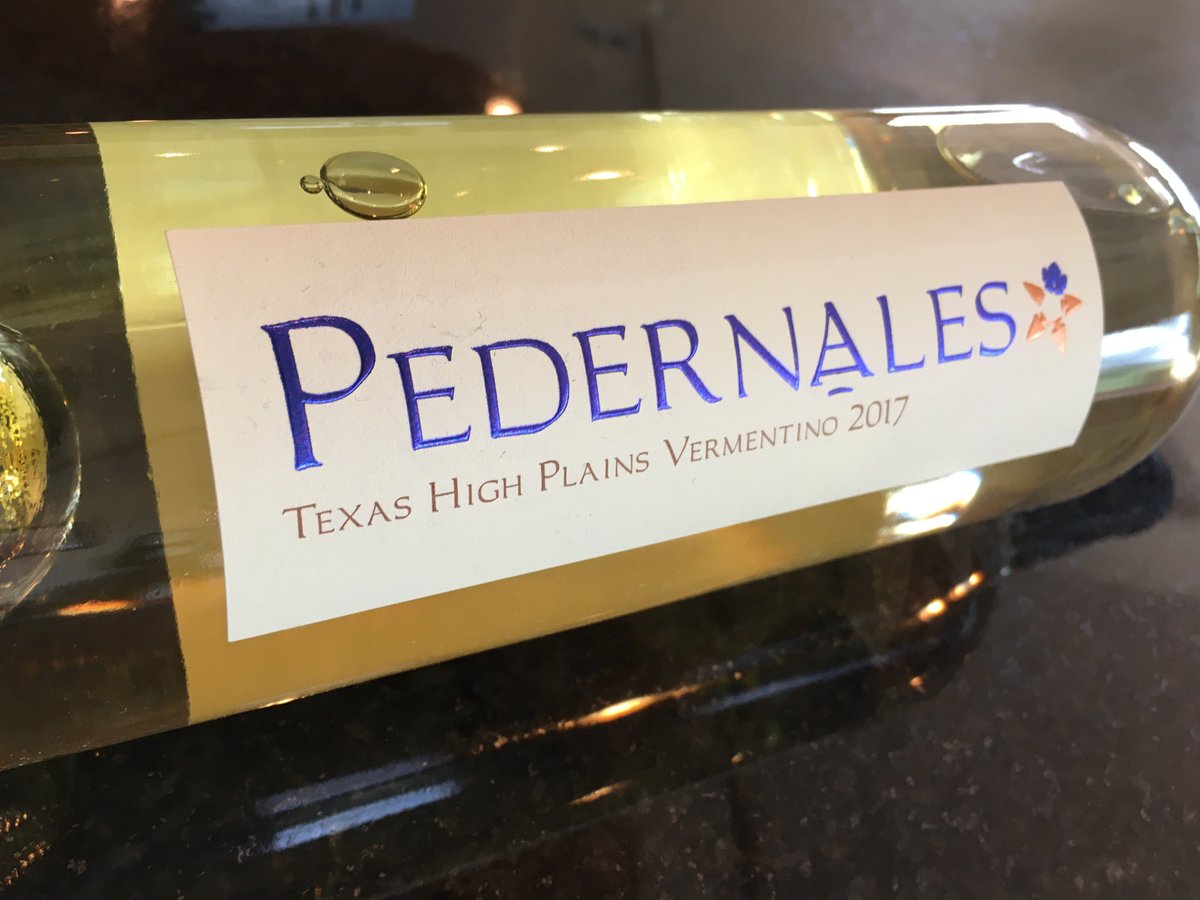 PEDERNALES
TEXAS HIGH PLAINS VERMENTINO 2017